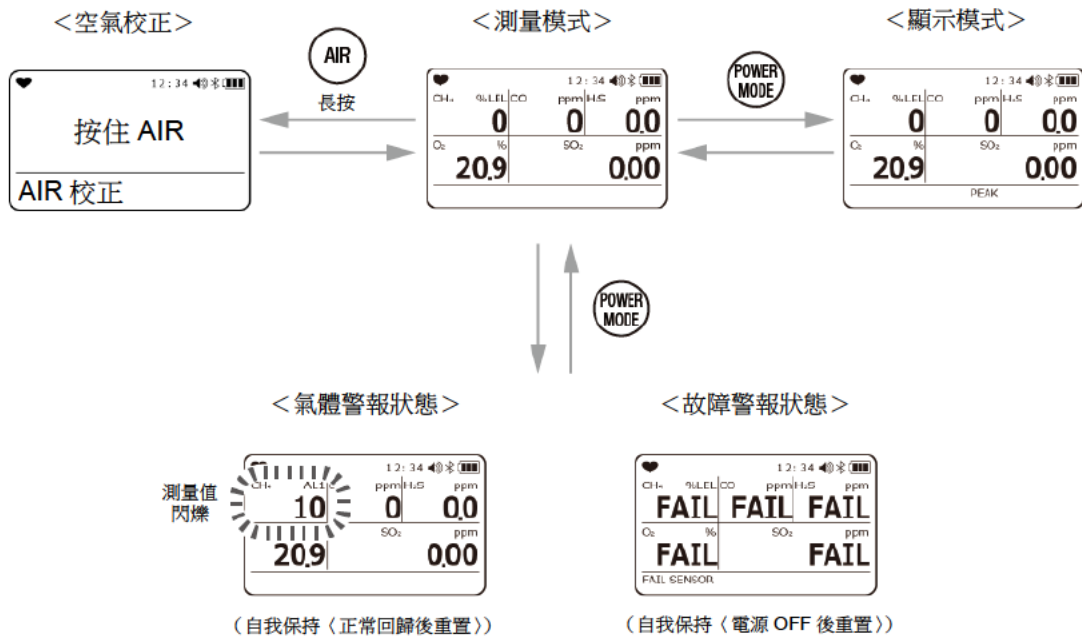 ＜空氣校正＞
AIR
長按
＜測量模式＞
POWER
MODE
＜顯示模式＞
12:34
按住 AIR
AIR 校正
12:34
CH₄ %LEL CO ppm H₂S ppm
0 0 0.0
O₂ % SO₂ ppm
20.9 0.00
12:34
CH₄ %LEL CO ppm H₂S ppm
0 0 0.0
O₂ % SO₂ ppm
20.9 0.00
PEAK
POWER
MODE
＜氣體警報狀態＞
＜故障警報狀態＞
測量值
閃爍
12:34
CH₄ AL1 ppm H₂S ppm
10 0 0.0
SO₂ ppm
20.9 0.00
（自我保持〈正常回歸後重置〉）
12:34
CH₄ %LEL CO ppm H₂S ppm
FAIL FAIL FAIL
O₂ % SO₂ ppm
FAIL FAIL
FAIL SENSOR
（自我保持〈電源 OFF 後重置〉）